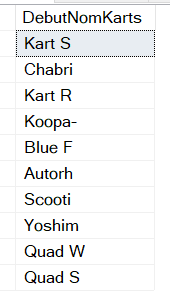 DebutNomKarts
Kart S
Chabri
Kart R
Koopa-
Blue F
Autorh
Scooti
Yoshim
Quad W
Quad S